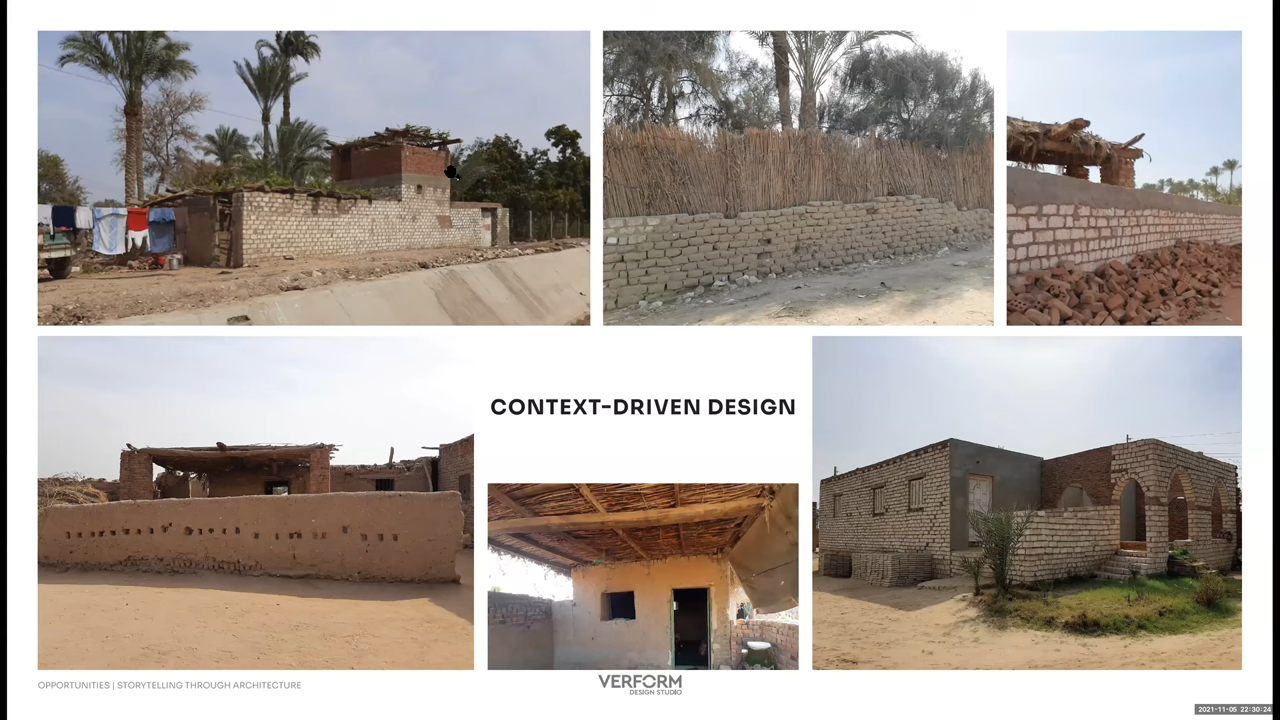 CONTEXT-DRIVEN DESIGN
OPPORTUNITIES | STORYTELLING THROUGH ARCHITECTURE
VERFORM
DESIGN STUDIO
2021-11-05 22:30:24